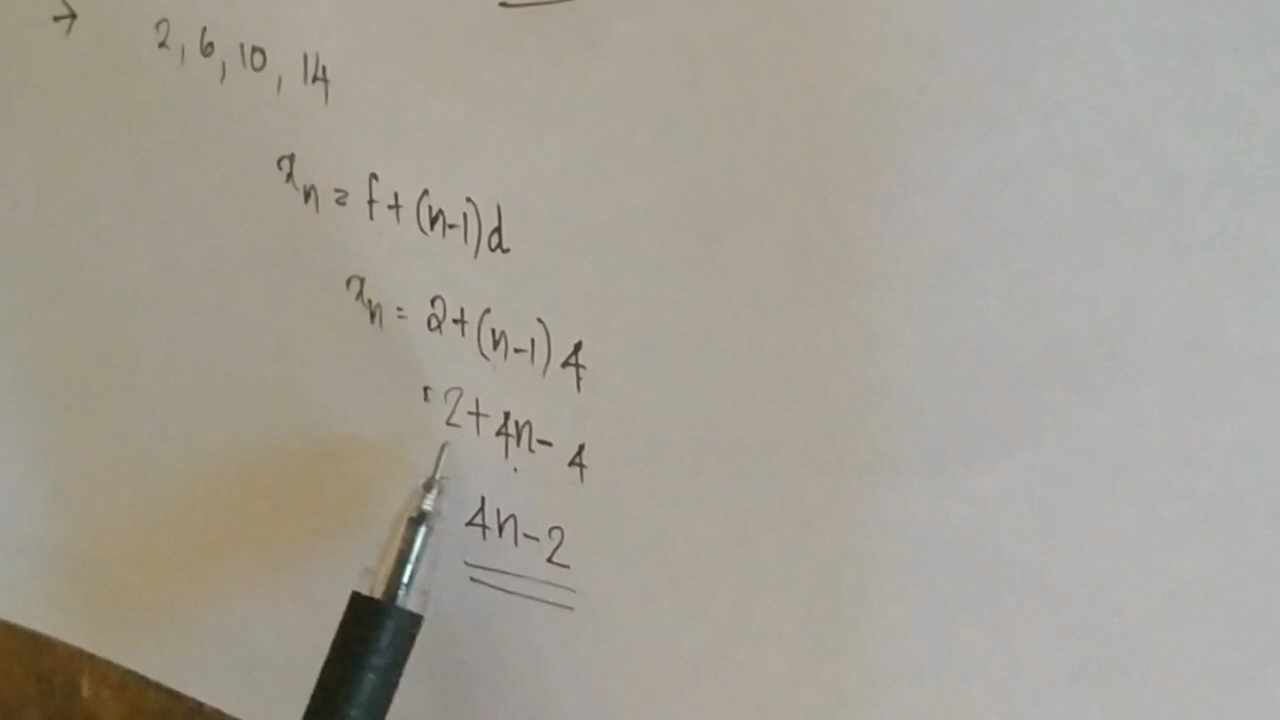 → 2, 6, 10, 14
xn = f + (n-1)d
xn = 2 + (n-1) 4
2 + 4n - 4
4n - 2